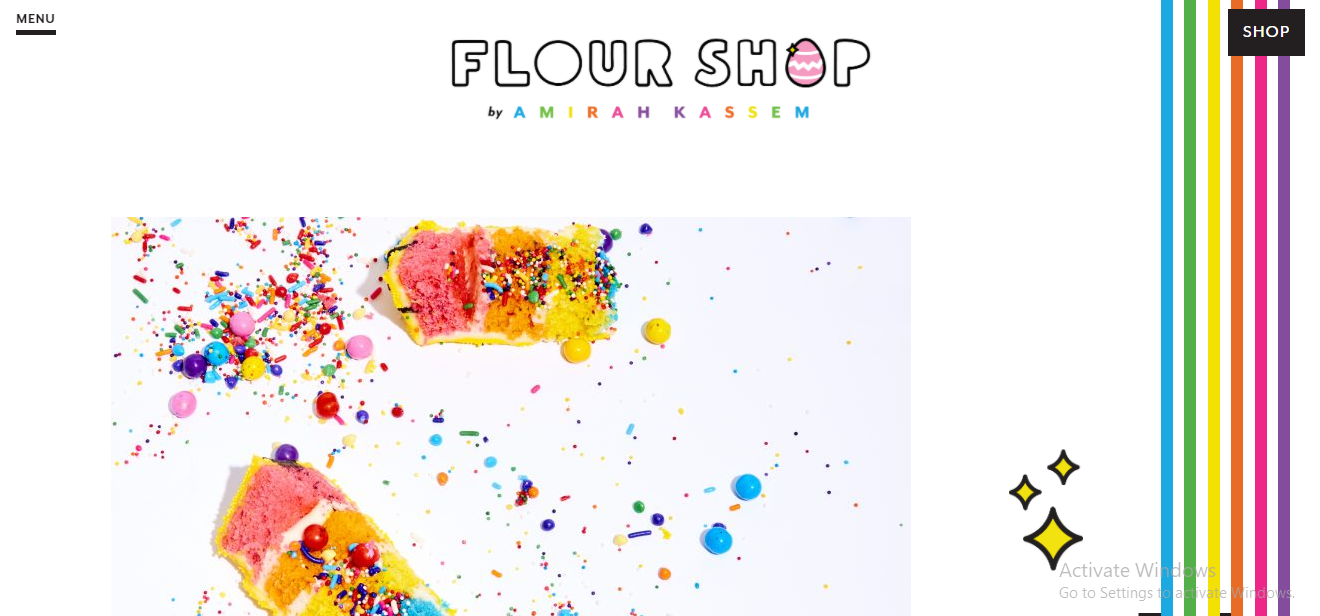 MENU
SHOP
FLOUR SHOP
by AMIRAH KASSEM
Activate Windows
Go to Settings to activate Windows.